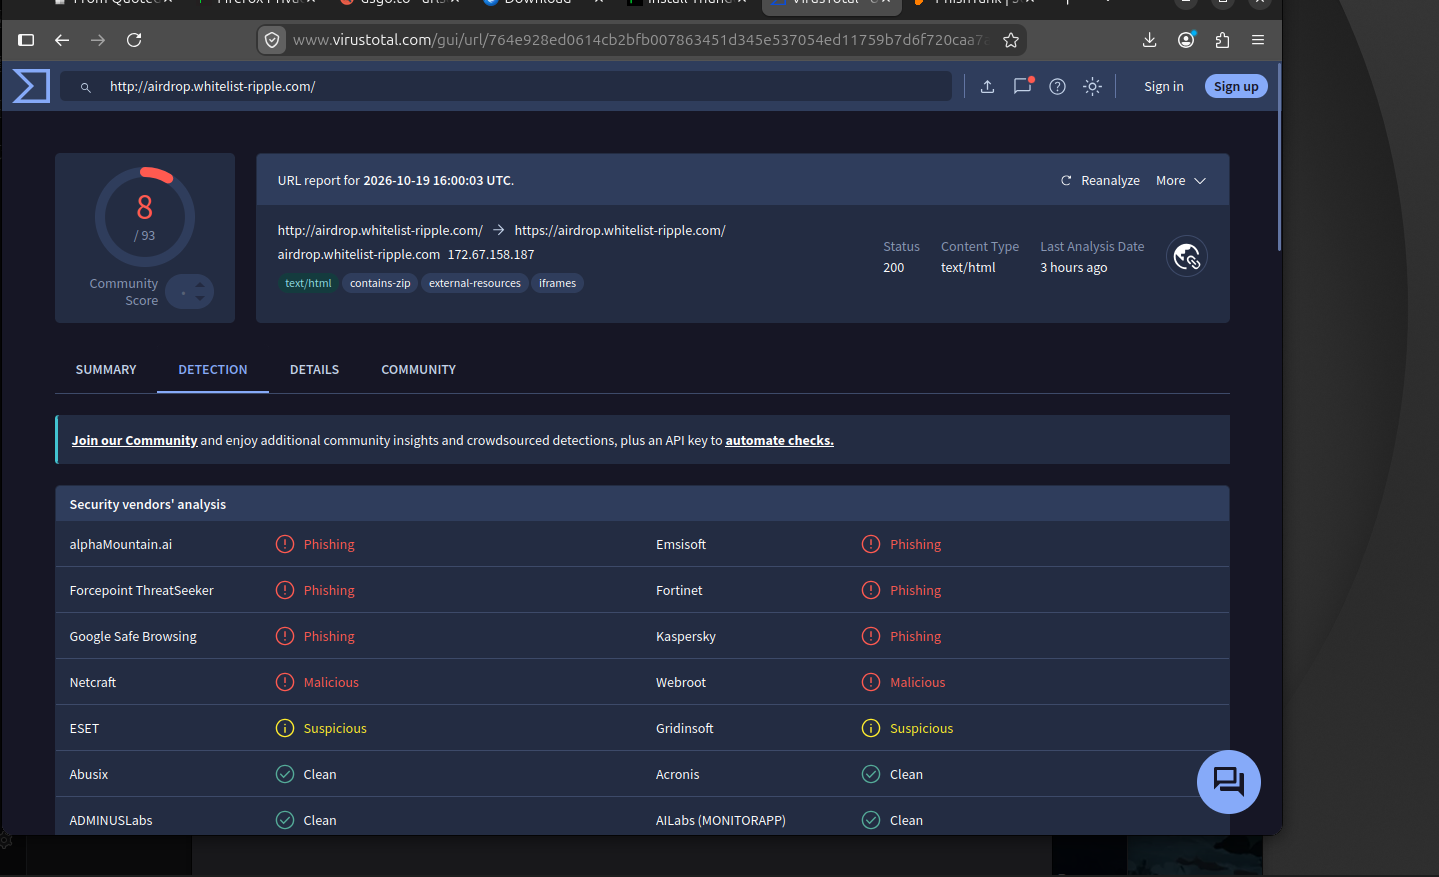 www.virustotal.com/gui/url/764e928ed0614cb2bfb007863451d345e537054ed11759b7d6f720caa7
http://airdrop.whitelist-ripple.com/
Sign in
Sign up
8
/ 93
Community
Score
URL report for 2026-10-19 16:00:03 UTC.
Reanalyze
More
http://airdrop.whitelist-ripple.com/ → https://airdrop.whitelist-ripple.com/
airdrop.whitelist-ripple.com 172.67.158.187
text/html contains-zip external-resources iframes
Status
200
Content Type
text/html
Last Analysis Date
3 hours ago
SUMMARY DETECTION DETAILS COMMUNITY
Join our Community and enjoy additional community insights and crowdsourced detections, plus an API key to automate checks.
Security vendors' analysis
alphaMountain.ai Phishing Emsisoft Phishing
Forcepoint ThreatSeeker Phishing Fortinet Phishing
Google Safe Browsing Phishing Kaspersky Phishing
Netcraft Malicious Webroot Malicious
ESET Suspicious Gridinsoft Suspicious
Abusix Clean Acronis Clean
ADMINUSLabs Clean AILabs (MONITORAPP) Clean